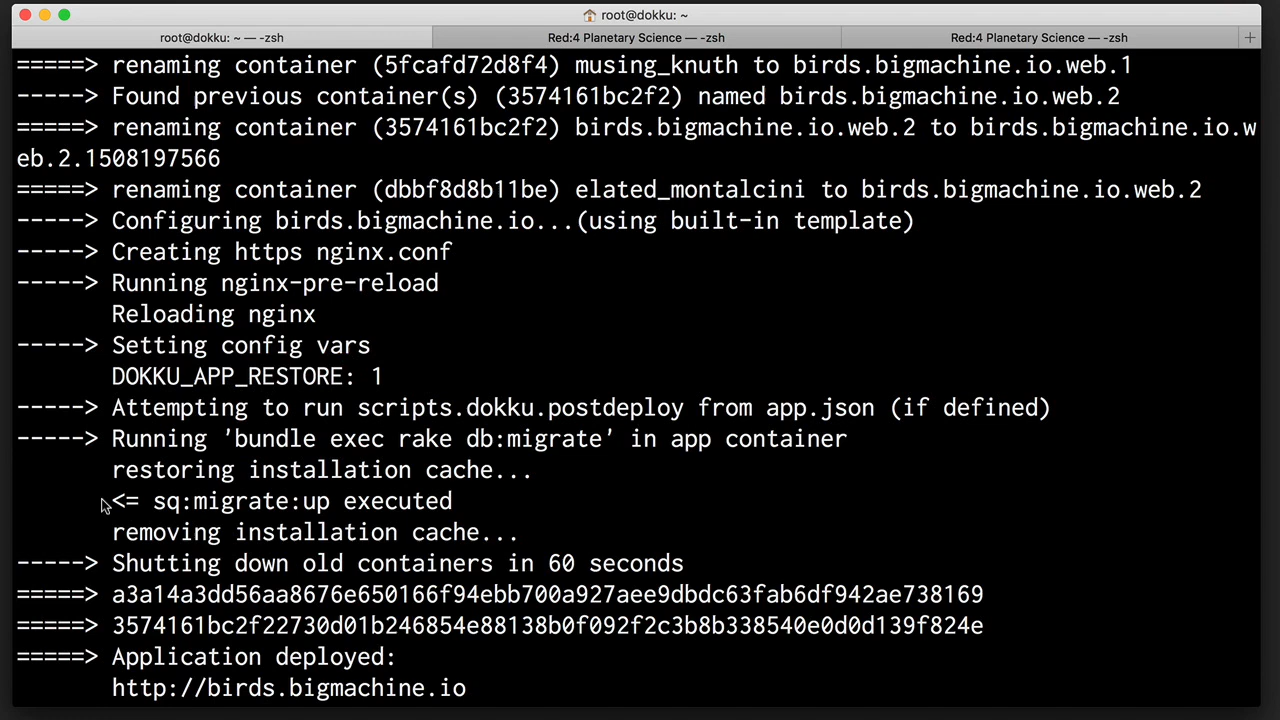 root@dokku: ~
root@dokku: ~ — -zsh
Red:4 Planetary Science — -zsh
Red:4 Planetary Science — -zsh
+
=====> renaming container (5fcafd72d8f4) musing_knuth to birds.bigmachine.io.web.1
-----> Found previous container(s) (3574161bc2f2) named birds.bigmachine.io.web.2
=====> renaming container (3574161bc2f2) birds.bigmachine.io.web.2 to birds.bigmachine.io.w
eb.2.1508197566
=====> renaming container (dbbf8d8b11be) elated_montalcini to birds.bigmachine.io.web.2
-----> Configuring birds.bigmachine.io...(using built-in template)
-----> Creating https nginx.conf
-----> Running nginx-pre-reload
Reloading nginx
-----> Setting config vars
DOKKU_APP_RESTORE: 1
-----> Attempting to run scripts.dokku.postdeploy from app.json (if defined)
-----> Running 'bundle exec rake db:migrate' in app container
restoring installation cache...
<= sq:migrate:up executed
removing installation cache...
-----> Shutting down old containers in 60 seconds
=====> a3a14a3dd56aa8676e650166f94ebb700a927aee9dbdc63fab6df942ae738169
=====> 3574161bc2f22730d01b246854e88138b0f092f2c3b8b338540e0d0d139f824e
=====> Application deployed:
http://birds.bigmachine.io